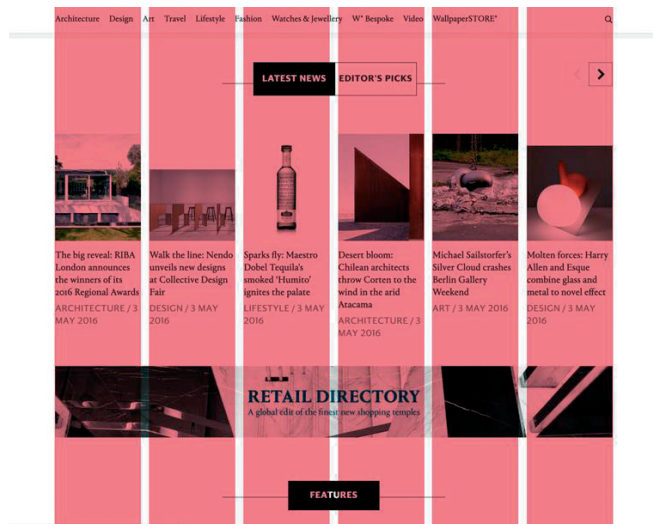 Architecture Design Art Travel Lifestyle Fashion Watches & Jewellery W* Bespoke Video WallpaperSTORE*
LATEST NEWS EDITOR'S PICKS
The big reveal: RIBA
London announces
the winners of its
2016 Regional Awards
ARCHITECTURE / 3
MAY 2016
Walk the line: Nendo
unveils new designs
at Collective Design
Fair
DESIGN / 3 MAY
2016
Sparks fly: Maestro
Dobel Tequila's
smoked 'Humito'
ignites the palate
LIFESTYLE / 3 MAY
2016
Desert bloom:
Chilean architects
throw Corten to the
wind in the arid
Atacama
ARCHITECTURE / 3
MAY 2016
Michael Sailstorfer's
Silver Cloud crashes
Berlin Gallery
Weekend
ART / 3 MAY 2016
Molten forces: Harry
Allen and Esque
combine glass and
metal to novel effect
DESIGN / 3 MAY
2016
RETAIL DIRECTORY
A global edit of the finest new shopping temples
FEATURES